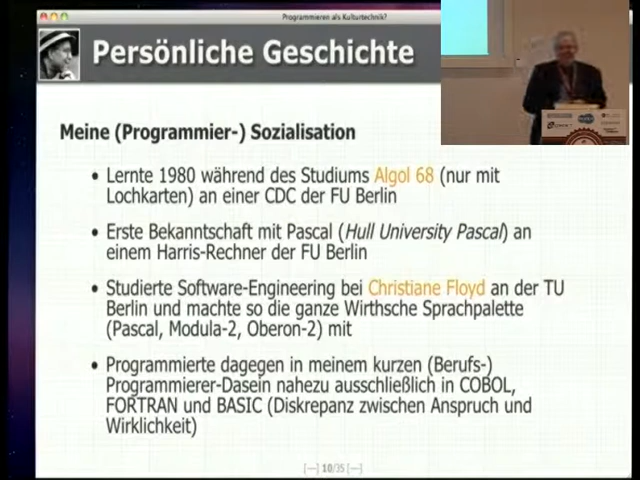 Programmieren als Kulturtechnik?
Persönliche Geschichte
Meine (Programmier-) Sozialisation
• Lernte 1980 während des Studiums Algol 68 (nur mit
Lochkarten) an einer CDC der FU Berlin
• Erste Bekanntschaft mit Pascal (Hull University Pascal) an
einem Harris-Rechner der FU Berlin
• Studierte Software-Engineering bei Christiane Floyd an der TU
Berlin und machte so die ganze Wirthsche Sprachpalette
(Pascal, Modula-2, Oberon-2) mit
• Programmierte dagegen in meinem kurzen (Berufs-)
Programmierer-Dasein nahezu ausschließlich in COBOL,
FORTRAN und BASIC (Diskrepanz zwischen Anspruch und
Wirklichkeit)
[—] 10/35 [—]